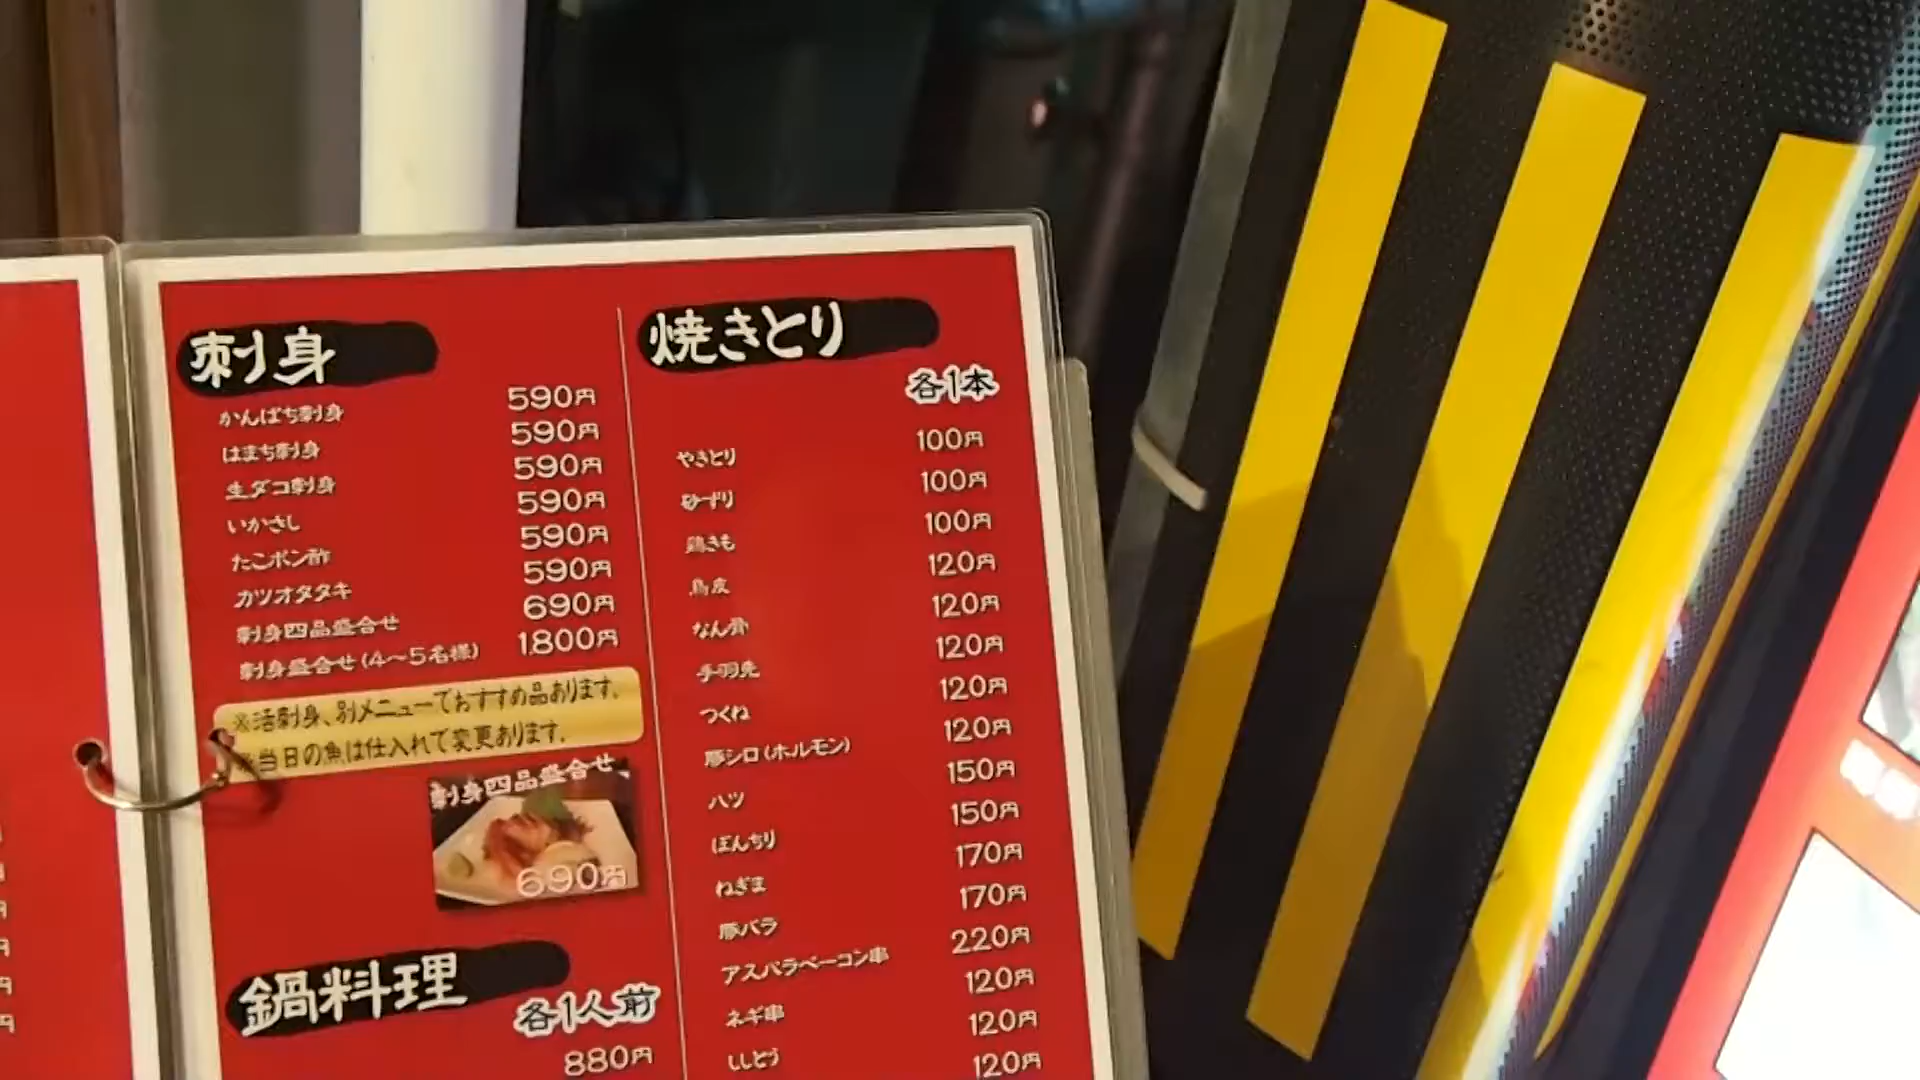 刺身
かんぱち刺身 590円
はまち刺身 590円
生ダコ刺身 590円
いかさし 590円
たこポン酢 590円
カツオタタキ 590円
刺身四品盛合せ 690円
刺身盛合せ(4～5名様) 1.800円
※活刺身、別メニューでおすすめ品あります。
※当日の魚は仕入れて変更あります。
刺身四品盛合せ
690円
鍋料理
各1人前
880円
焼きとり
各1本
やきとり 100円
砂ずり 100円
鶏きも 100円
鳥皮 120円
なん骨 120円
手羽先 120円
つくね 120円
豚シロ(ホルモン) 120円
ハツ 150円
ぼんちり 150円
ねぎま 170円
豚バラ 170円
アスパラベーコン串 220円
ネギ串 120円
ししとう 120円
120円